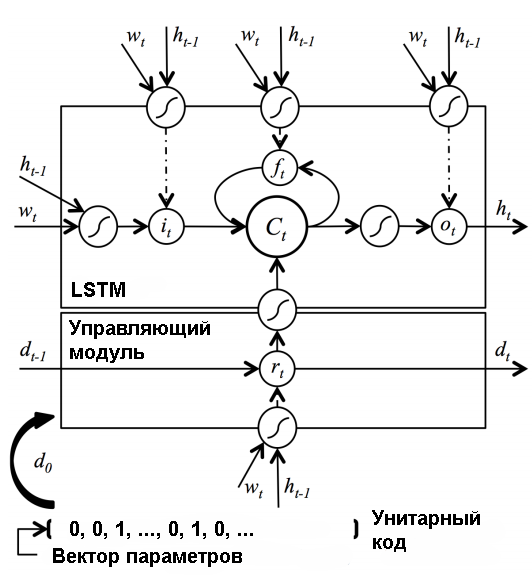 w_t h_{t-1} w_t h_{t-1} w_t h_{t-1}
f_t
h_{t-1}
w_t i_t C_t o_t h_t
LSTM
Управляющий
модуль
d_{t-1} r_t d_t
d_0
w_t h_{t-1}
( 0, 0, 1, ..., 0, 1, 0, ... ) Унитарный
код
Вектор параметров